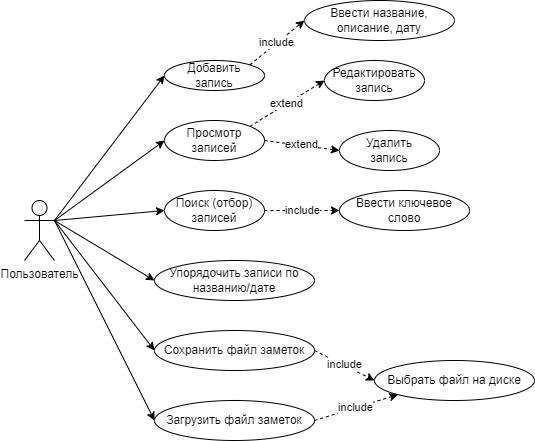 Ввести название,
описание, дату
include
Добавить
запись
Редактировать
запись
extend
Просмотр
записей
extend
Удалить
запись
Поиск (отбор)
записей
include
Ввести ключевое
слово
Пользователь
Упорядочить записи по
названию/дате
Сохранить файл заметок
include
Выбрать файл на диске
include
Загрузить файл заметок